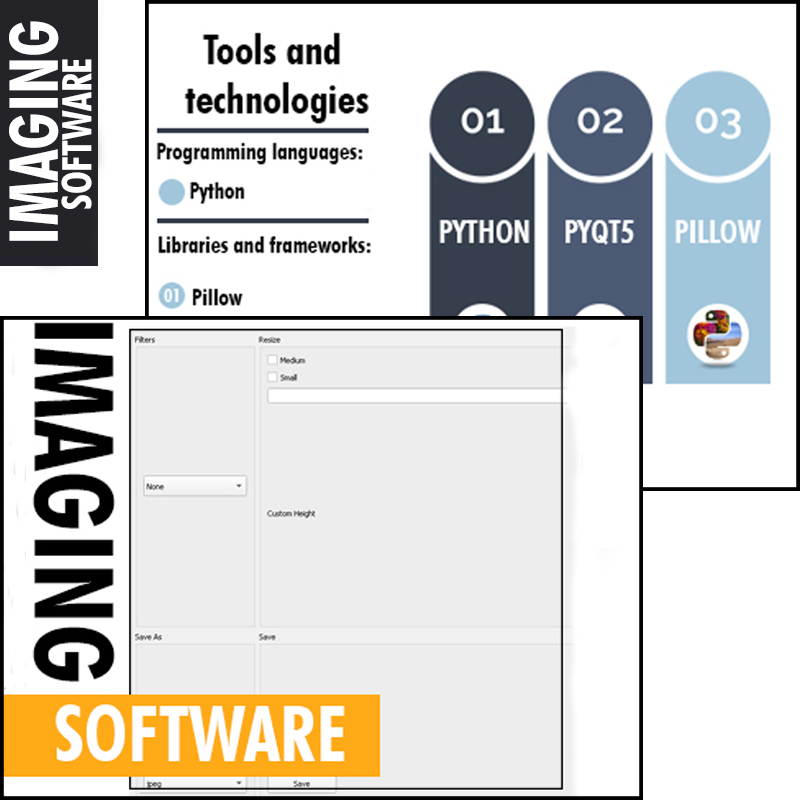 IMAGING
SOFTWARE
Tools and
technologies
Programming languages:
Python
Libraries and frameworks:
01 Pillow
01
02
03
PYTHON
PYQT5
PILLOW
IMAGING
SOFTWARE
Filters
Resize
Medium
Small
None
Custom Height
Save As
Save
jpeg
Save